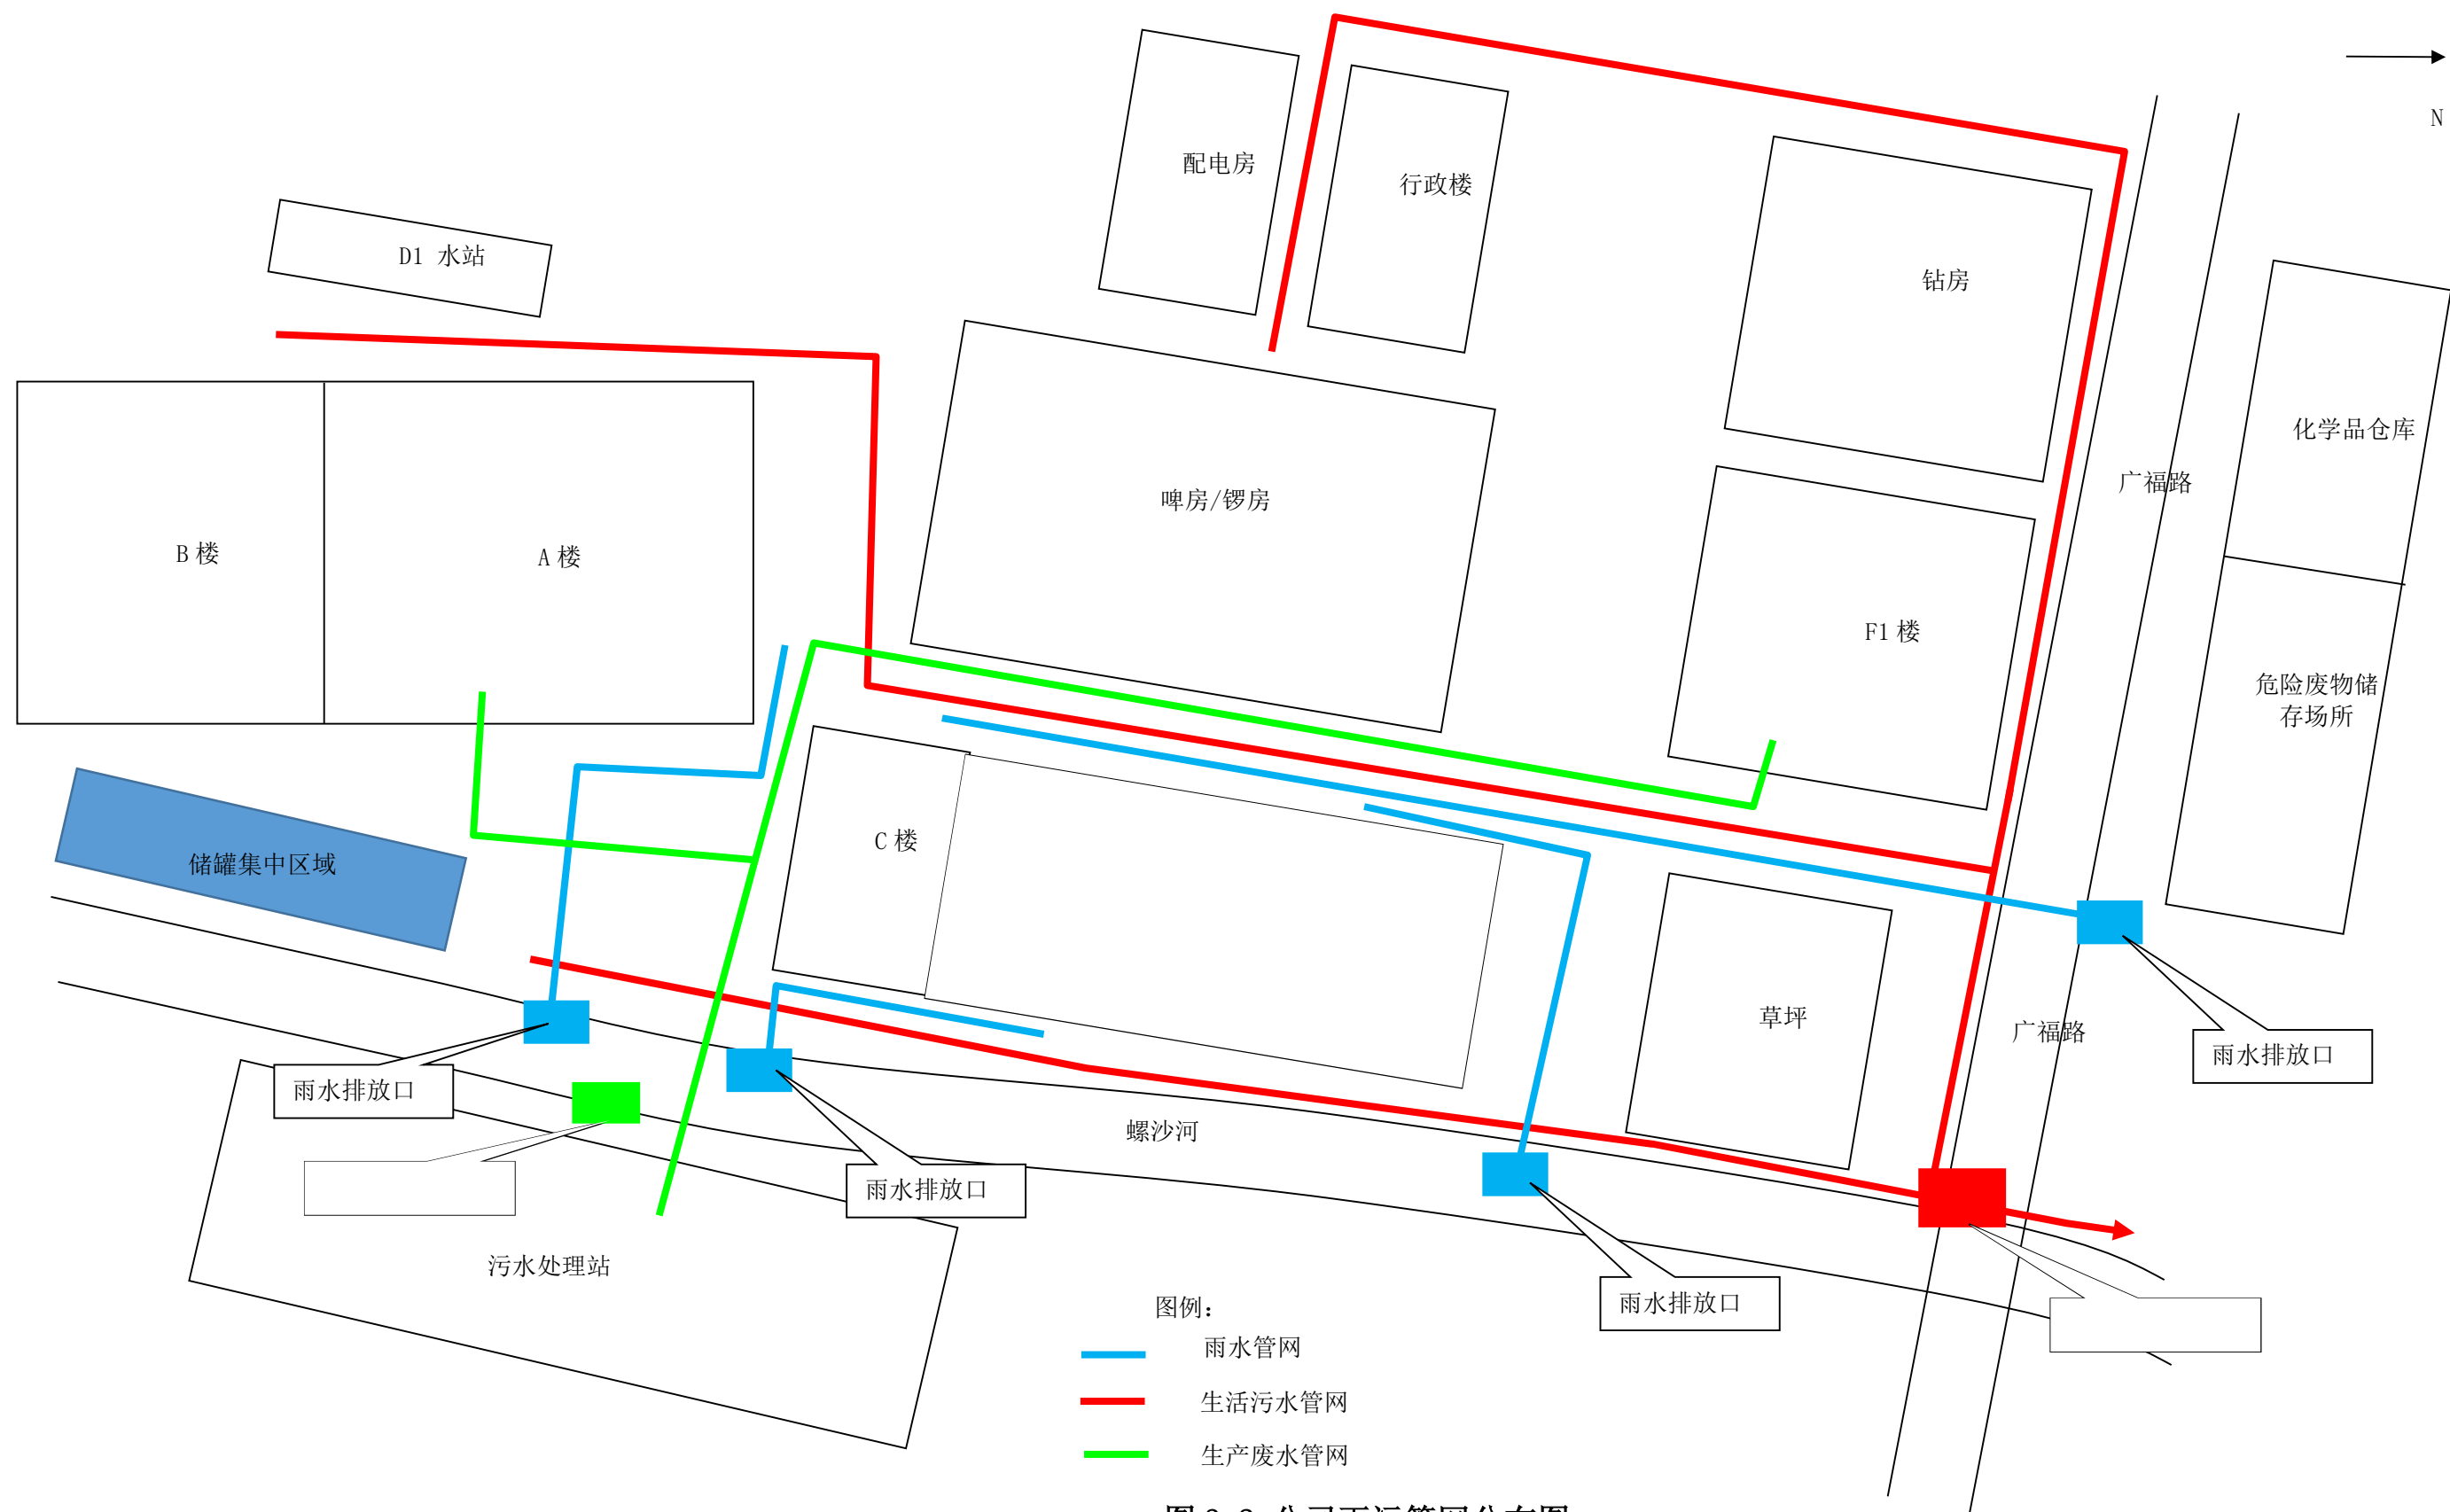 N
配电房
行政楼
D1 水站
钻房
化学品仓库
广福路
啤房/锣房
B 楼
A 楼
F1 楼
危险废物储
存场所
C 楼
储罐集中区域
草坪
广福路
雨水排放口
雨水排放口
螺沙河
雨水排放口
污水处理站
雨水排放口
图例：
雨水管网
生活污水管网
生产废水管网